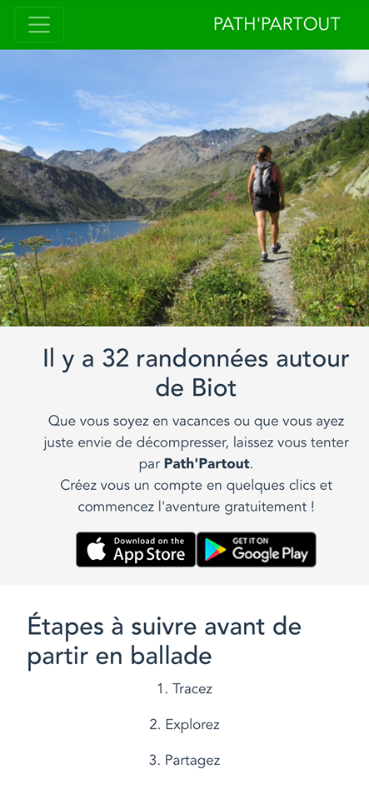 PATH'PARTOUT
Il y a 32 randonnées autour
de Biot
Que vous soyez en vacances ou que vous ayez
juste envie de décompresser, laissez vous tenter
par Path'Partout.
Créez vous un compte en quelques clics et
commencez l'aventure gratuitement !
Download on the
App Store
GET IT ON
Google Play
Étapes à suivre avant de
partir en ballade
1. Tracez
2. Explorez
3. Partagez